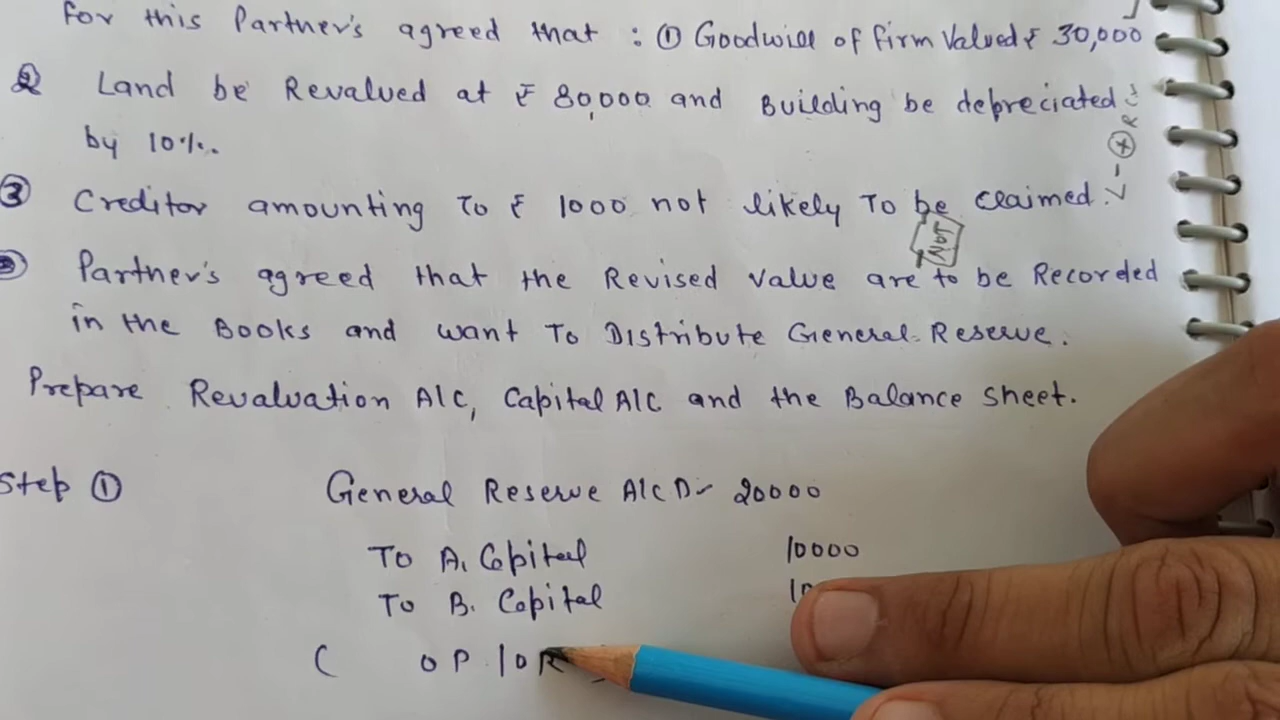 For this Partner's agreed that : ① Goodwill of firm Valued ₹ 30,000
② Land be Revalued at ₹ 80,000 and Building be depreciated
by 10%.
③ Creditor amounting To ₹ 1000 not likely To be claimed.
Partner's agreed that the Revised Value are to be Recorded
in the Books and want To Distribute General Reserve.
Prepare Revaluation A/C, Capital A/C and the Balance sheet.
Step ① General Reserve A/C Dr 20000
To A. Capital 10000
To B. Capital
( OP 10R